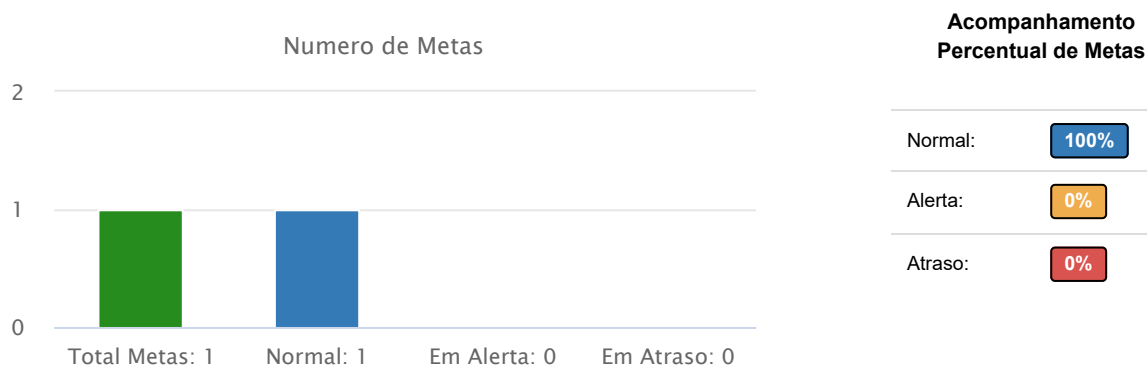 Numero de Metas
2
1
0
Total Metas: 1
Normal: 1
Em Alerta: 0
Em Atraso: 0
Acompanhamento
Percentual de Metas
Normal: 100%
Alerta: 0%
Atraso: 0%